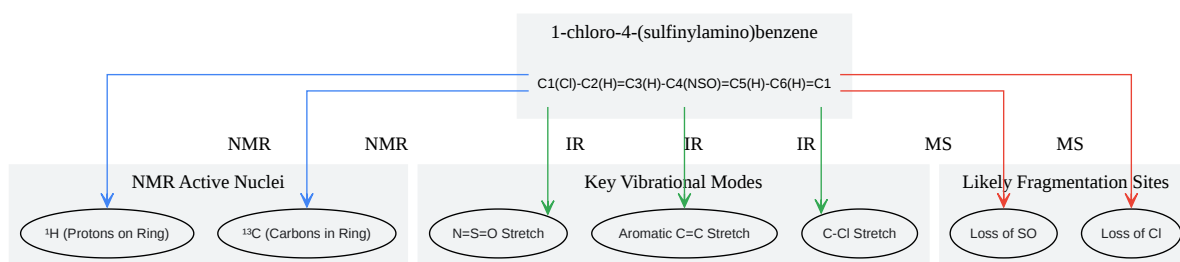 1-chloro-4-(sulfinylamino)benzene
C1(Cl)-C2(H)=C3(H)-C4(NSO)=C5(H)-C6(H)=C1
NMR
NMR
IR
IR
IR
MS
MS
NMR Active Nuclei
Key Vibrational Modes
Likely Fragmentation Sites
¹H (Protons on Ring)
¹³C (Carbons in Ring)
N=S=O Stretch
Aromatic C=C Stretch
C-Cl Stretch
Loss of SO
Loss of Cl